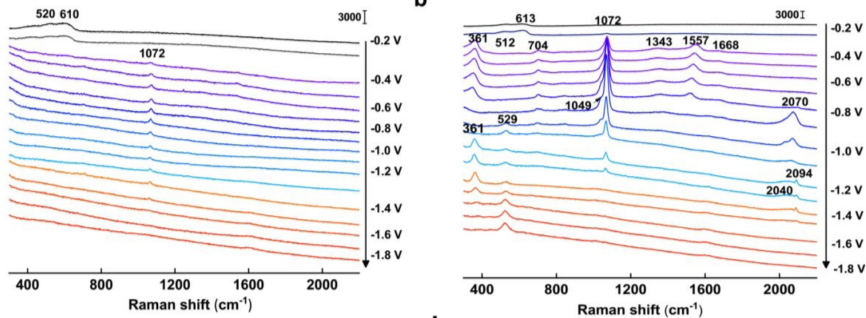 520 610
3000
1072
-0.2 V
-0.4 V
-0.6 V
-0.8 V
-1.0 V
-1.2 V
-1.4 V
-1.6 V
-1.8 V
400 800 1200 1600 2000
Raman shift (cm⁻¹)
b
613
1072
3000
361
512
704
1343
1557
1668
-0.2 V
-0.4 V
-0.6 V
-0.8 V
-1.0 V
-1.2 V
-1.4 V
-1.6 V
-1.8 V
1049
2070
529
361
2094
2040
400 800 1200 1600 2000
Raman shift (cm⁻¹)